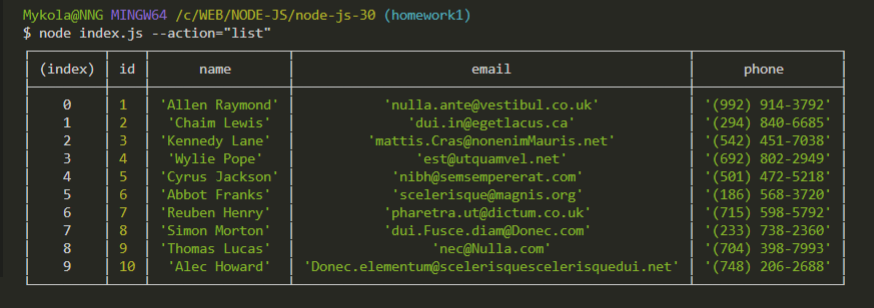 Mykola@NNG MINGW64 /c/WEB/NODE-JS/node-js-30 (homework1)
$ node index.js --action="list"
(index) id name email phone
0 1 'Allen Raymond' 'nulla.ante@vestibul.co.uk' '(992) 914-3792'
1 2 'Chaim Lewis' 'dui.in@egetlacus.ca' '(294) 840-6685'
2 3 'Kennedy Lane' 'mattis.Cras@nonenimMauris.net' '(542) 451-7038'
3 4 'Wylie Pope' 'est@utquamvel.net' '(692) 802-2949'
4 5 'Cyrus Jackson' 'nibh@semsempererat.com' '(501) 472-5218'
5 6 'Abbot Franks' 'scelerisque@magnis.org' '(186) 568-3720'
6 7 'Reuben Henry' 'pharetra.ut@dictum.co.uk' '(715) 598-5792'
7 8 'Simon Morton' 'dui.Fusce.diam@Donec.com' '(233) 738-2360'
8 9 'Thomas Lucas' 'nec@Nulla.com' '(704) 398-7993'
9 10 'Alec Howard' 'Donec.elementum@scelerisquescelerisquedui.net' '(748) 206-2688'